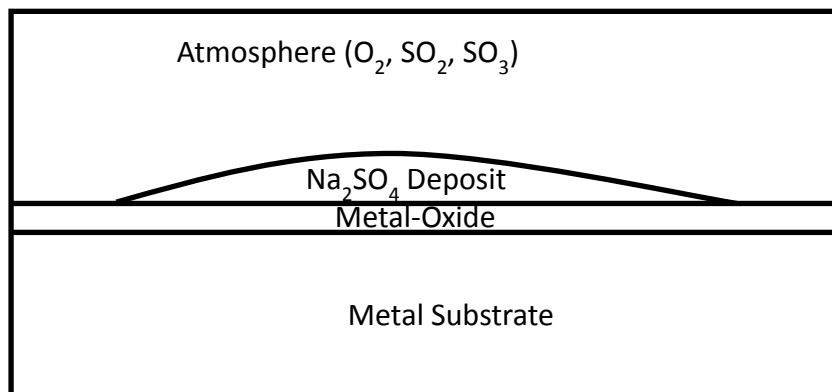 Atmosphere (O₂, SO₂, SO₃)
Na₂SO₄ Deposit
Metal-Oxide
Metal Substrate